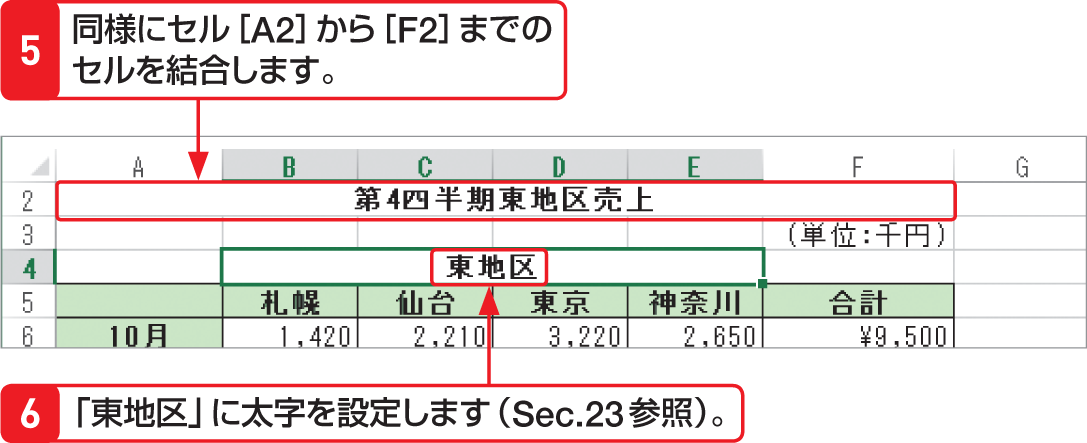 5 同様にセル［A2］から［F2］までの
セルを結合します。
A B C D E F G
2 第4四半期東地区売上
3 （単位：千円）
4 東地区
5 札幌 仙台 東京 神奈川 合計
6 10月 1,420 2,210 3,220 2,650 ¥9,500
6 「東地区」に太字を設定します（Sec.23参照）。